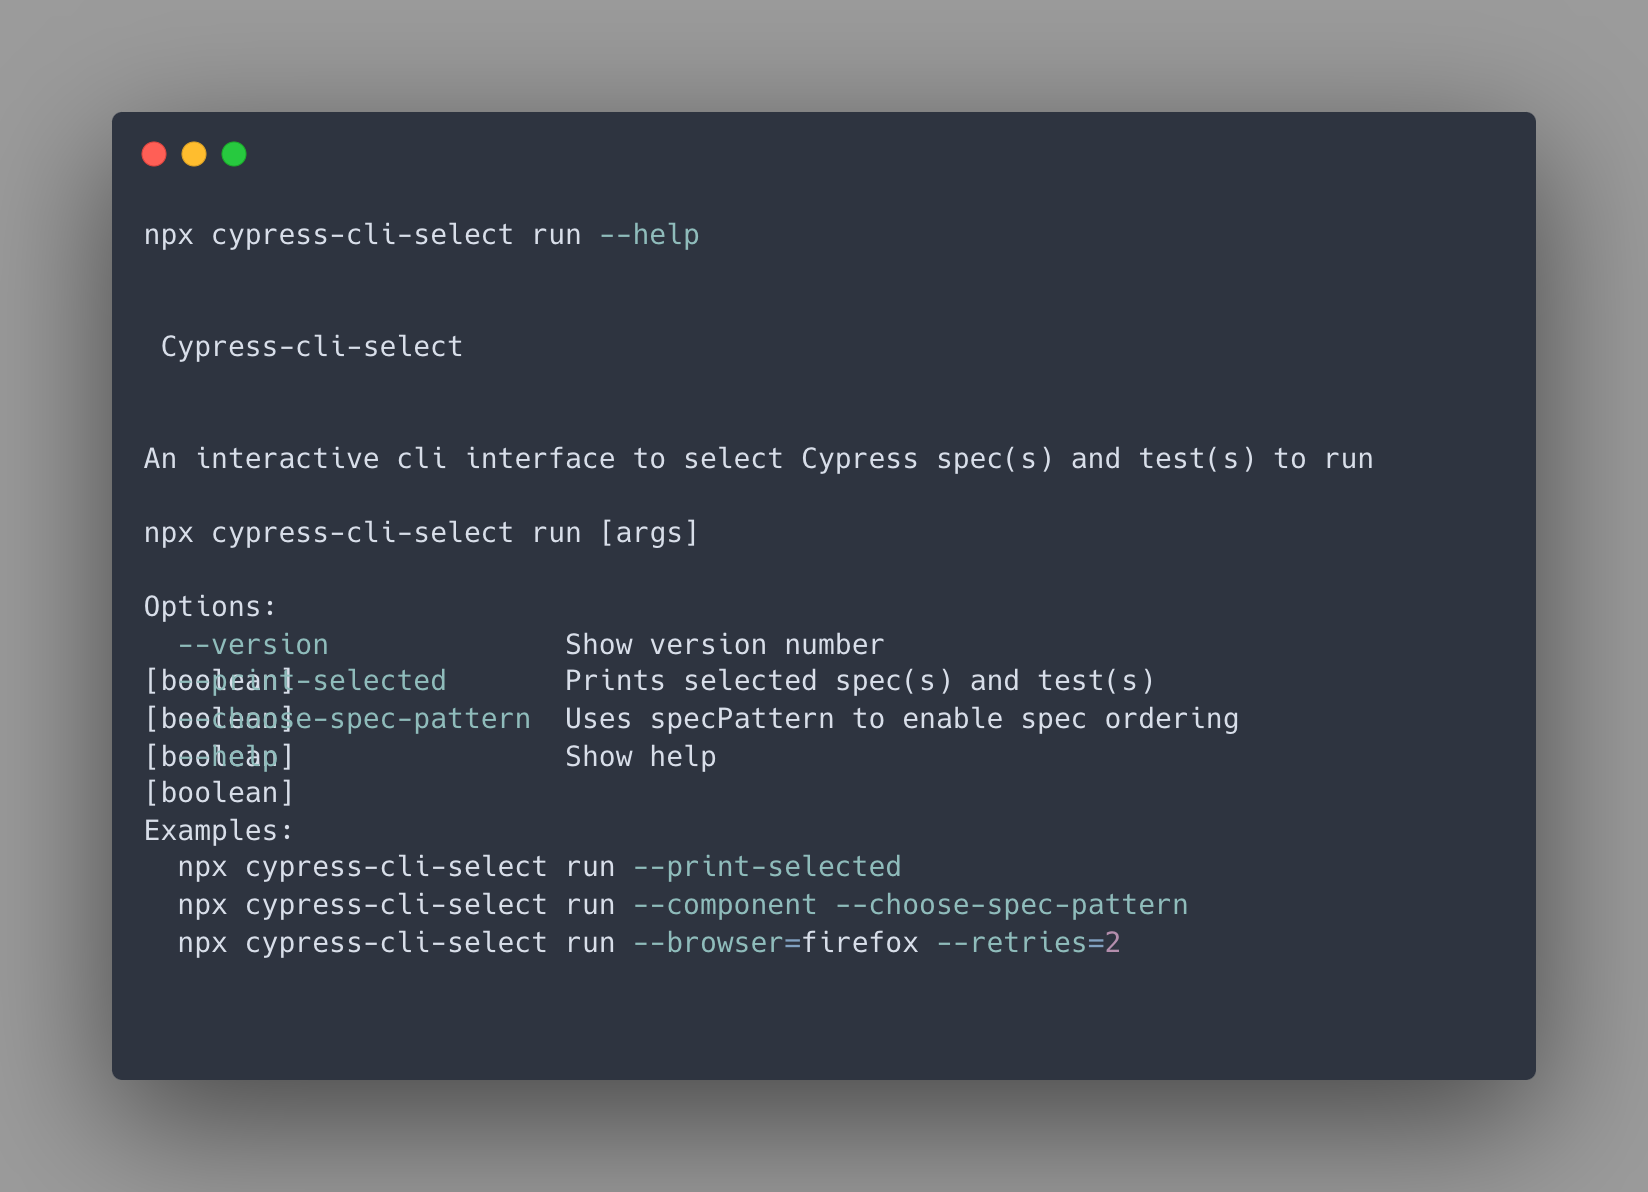 npx cypress-cli-select run --help
Cypress-cli-select
An interactive cli interface to select Cypress spec(s) and test(s) to run
npx cypress-cli-select run [args]
Options:
--version Show version number
[boolean]
--print-selected Prints selected spec(s) and test(s)
[boolean]
--choose-spec-pattern Uses specPattern to enable spec ordering
[boolean]
--help Show help
[boolean]
Examples:
npx cypress-cli-select run --print-selected
npx cypress-cli-select run --component --choose-spec-pattern
npx cypress-cli-select run --browser=firefox --retries=2